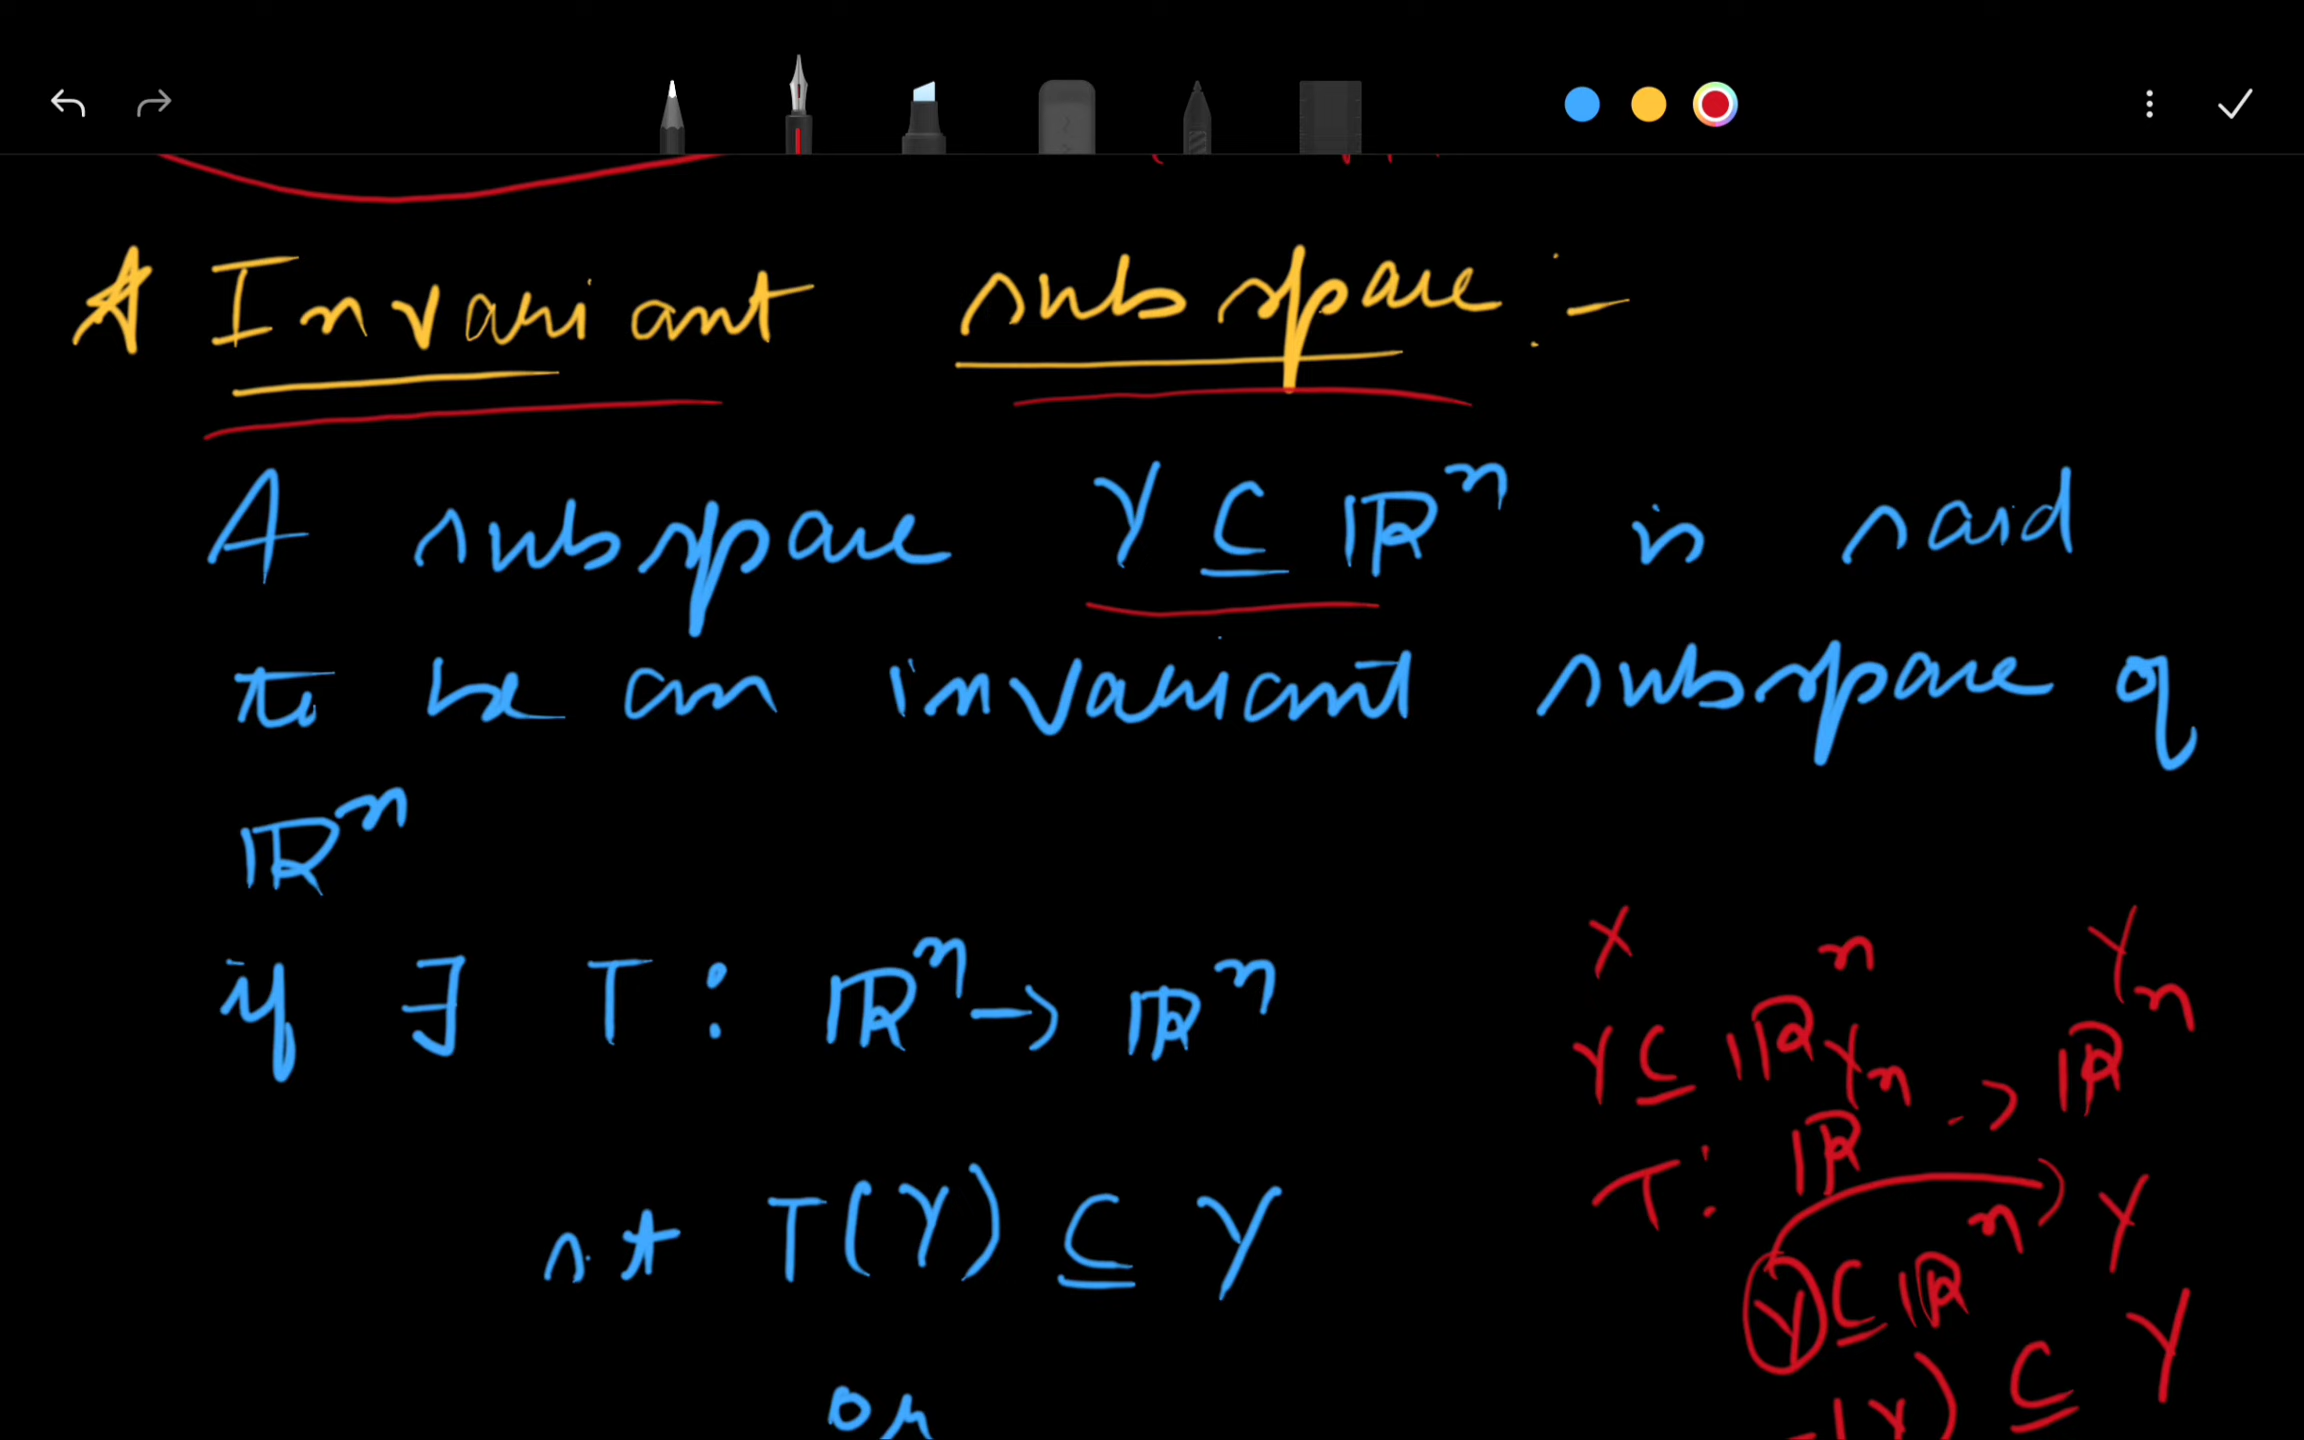 Invariant subspace :-
A subspace Y ⊆ ℝⁿ is said
to be an invariant subspace of
ℝⁿ
if ∃ T : ℝⁿ → ℝⁿ
s.t T(Y) ⊆ Y
or
X n Y
Y ⊆ ℝ Y n → ℝⁿ
T : ℝ
Y ⊆ ℝⁿ Y
(Y) ⊆ Y